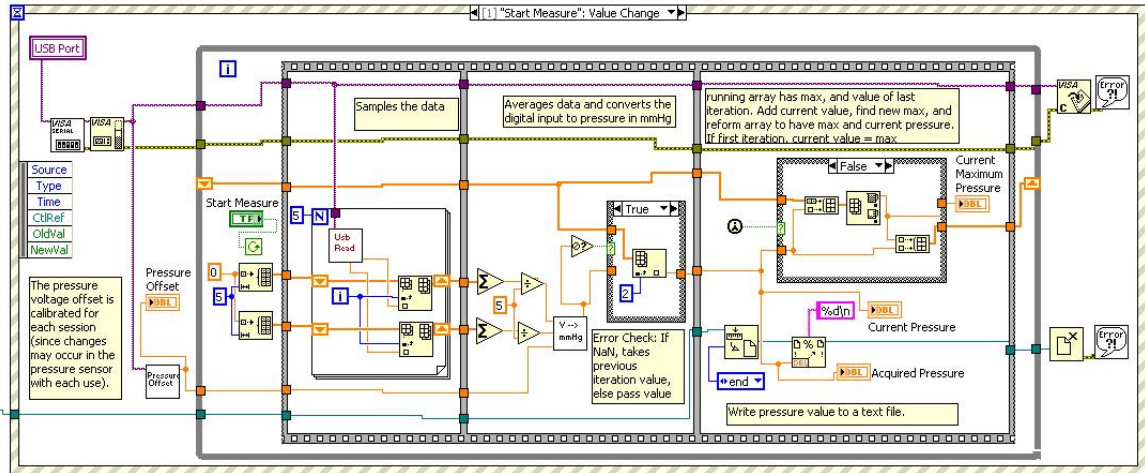 [1] "Start Measure": Value Change
USB Port
VISA
SERIAL
VISA
Source
Type
Time
CtlRef
OldVal
NewVal
The pressure
voltage offset is
calibrated for
each session
(since changes
may occur in the
pressure sensor
with each use).
Pressure
Offset
DBL
Pressure
Offset
i
Start Measure
TF
0
5
Samples the data
5
N
Usb
Read
i
Averages data and converts the
digital input to pressure in mmHg
Σ
÷
Σ
÷
5
V -->
mmHg
?
True
?
2
Error Check: If
NaN, takes
previous
iteration value,
else pass value
running array has max, and value of last
iteration. Add current value, find new max, and
reform array to have max and current pressure.
If first iteration, current value = max
False
?
Current
Maximum
Pressure
DBL
%d\n
DBL
Current Pressure
%
DBL
end
DBL
Acquired Pressure
Write pressure value to a text file.
VISA
C
Error
?!
Error
?!